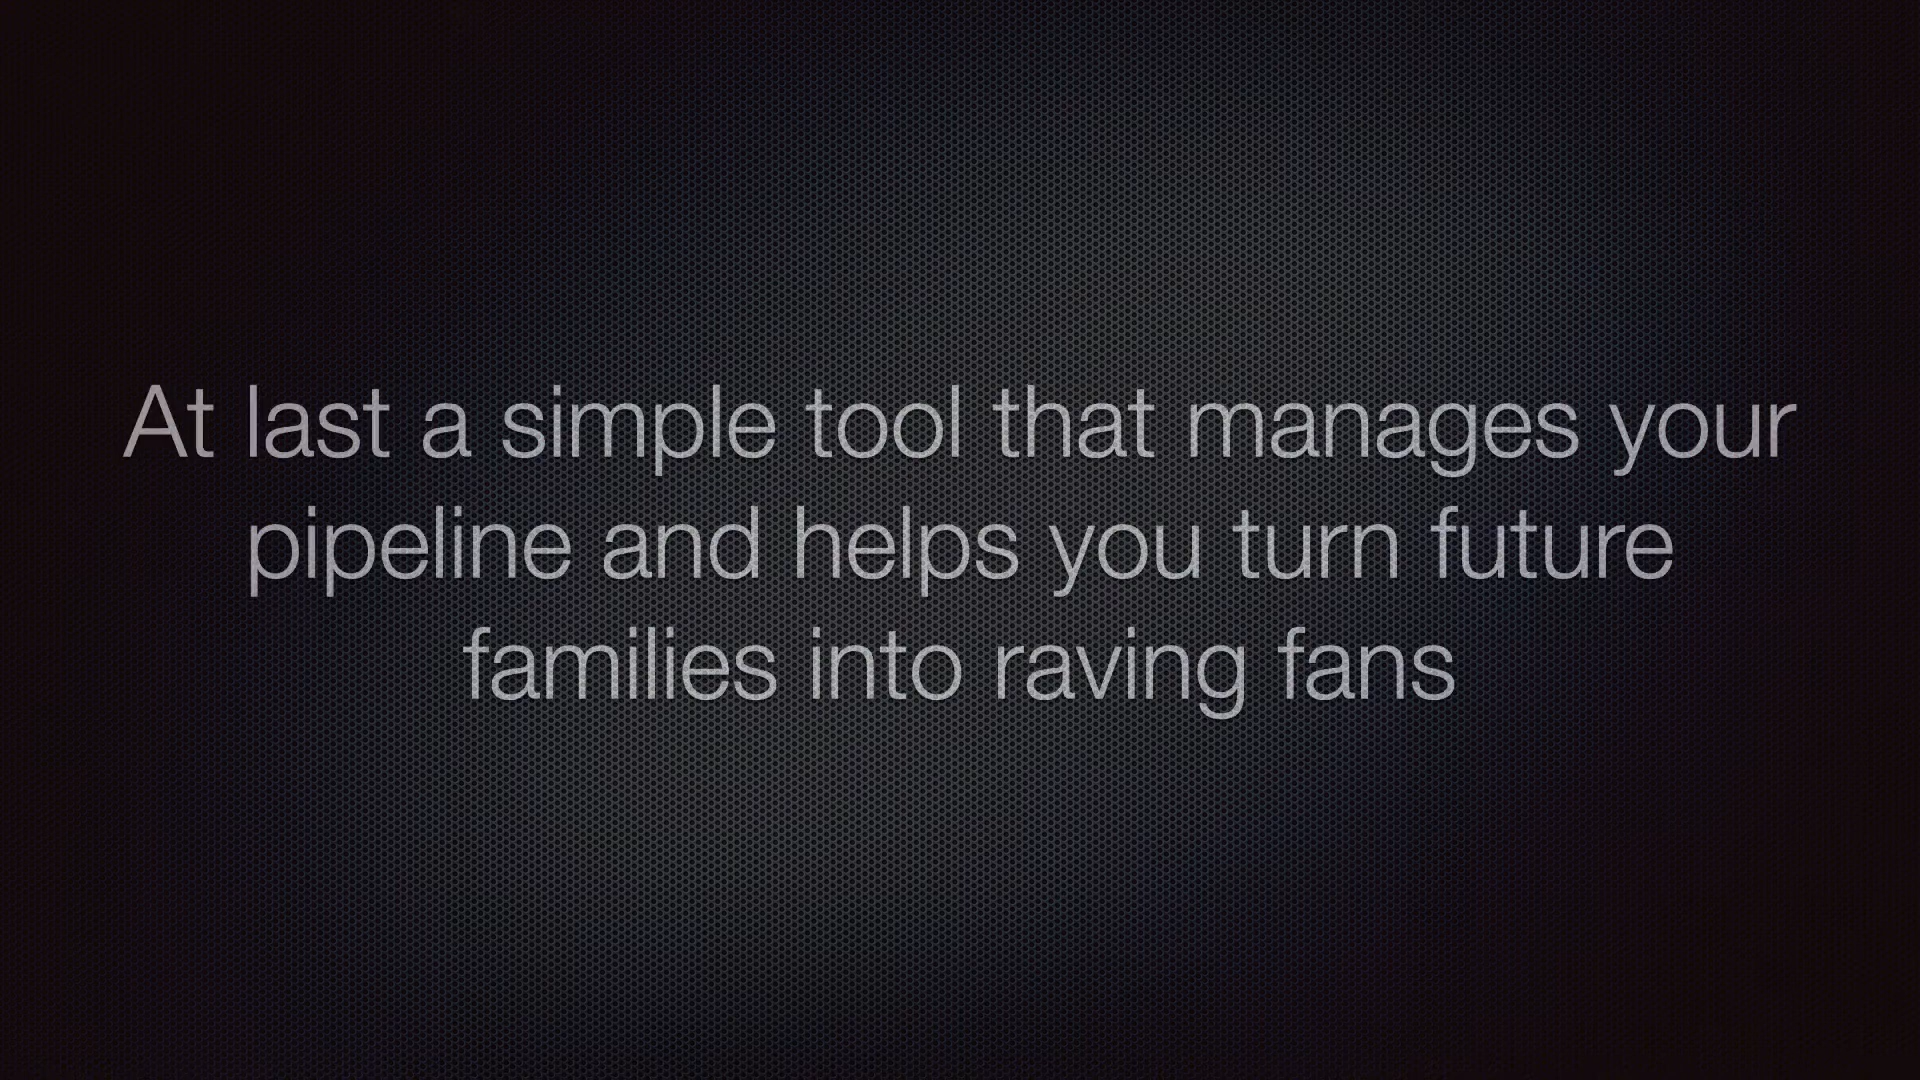 At last a simple tool that manages your
pipeline and helps you turn future
families into raving fans